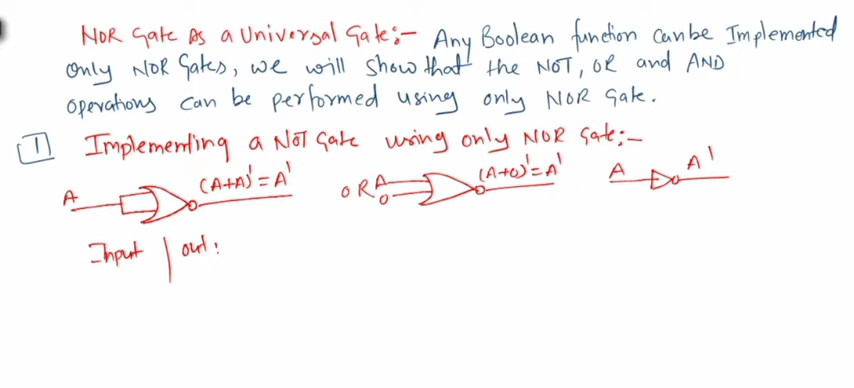 NOR Gate As a Universal Gate:- Any Boolean function can be Implemented
Only NOR Gates, we will show that the NOT, OR and AND
operations can be performed using only NOR Gate.
1 Implementing a NOT Gate using only NOR Gate:-
A (A+A)' = A' OR A 0 (A+0)' = A' A A'
Input | out: